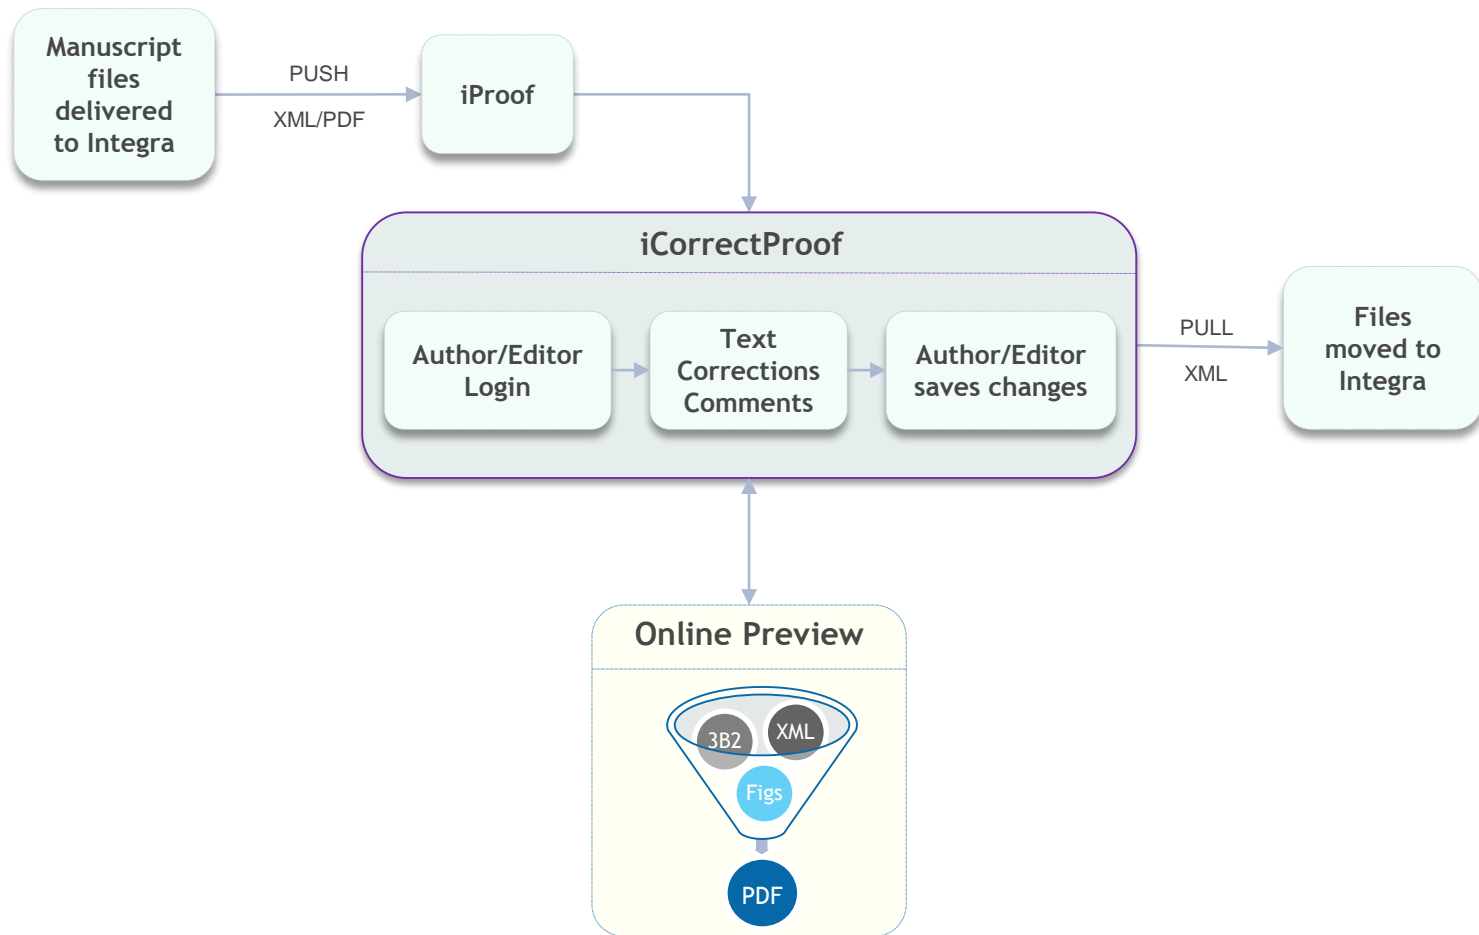 Manuscript
files
delivered
to Integra
PUSH
XML/PDF
iProof
iCorrectProof
Author/Editor
Login
Text
Corrections
Comments
Author/Editor
saves changes
PULL
XML
Files
moved to
Integra
Online Preview
3B2
XML
Figs
PDF